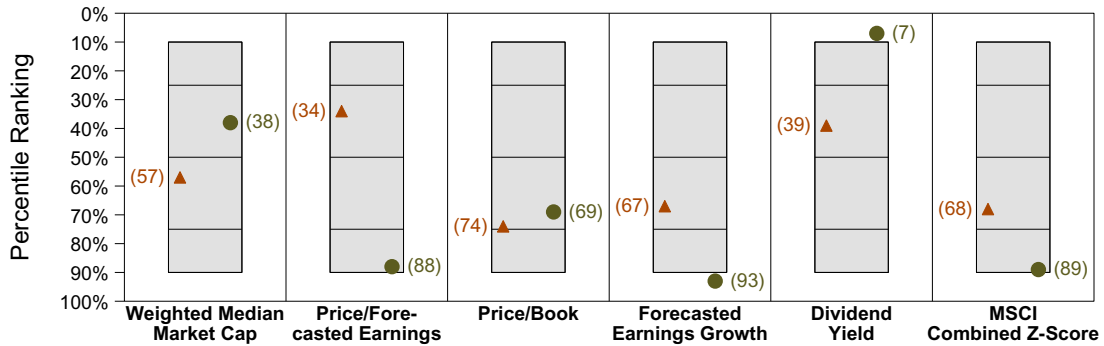 Percentile Ranking
0%
10%
20%
30%
40%
50%
60%
70%
80%
90%
100%
(57)
(38)
(34)
(88)
(74)
(69)
(67)
(93)
(39)
(7)
(68)
(89)
Weighted Median
Market Cap
Price/Fore-
casted Earnings
Price/Book
Forecasted
Earnings Growth
Dividend
Yield
MSCI
Combined Z-Score